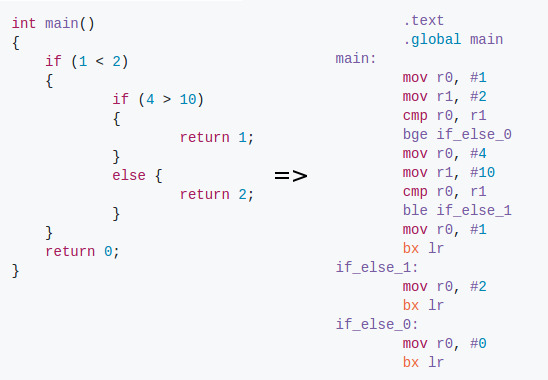 int main()
{
    if (1 < 2)
    {
            if (4 > 10)
            {
                    return 1;
            }
            else {
                    return 2;
            }
    }
    return 0;
}
=>
        .text
        .global main
main:
        mov r0, #1
        mov r1, #2
        cmp r0, r1
        bge if_else_0
        mov r0, #4
        mov r1, #10
        cmp r0, r1
        ble if_else_1
        mov r0, #1
        bx lr
if_else_1:
        mov r0, #2
        bx lr
if_else_0:
        mov r0, #0
        bx lr